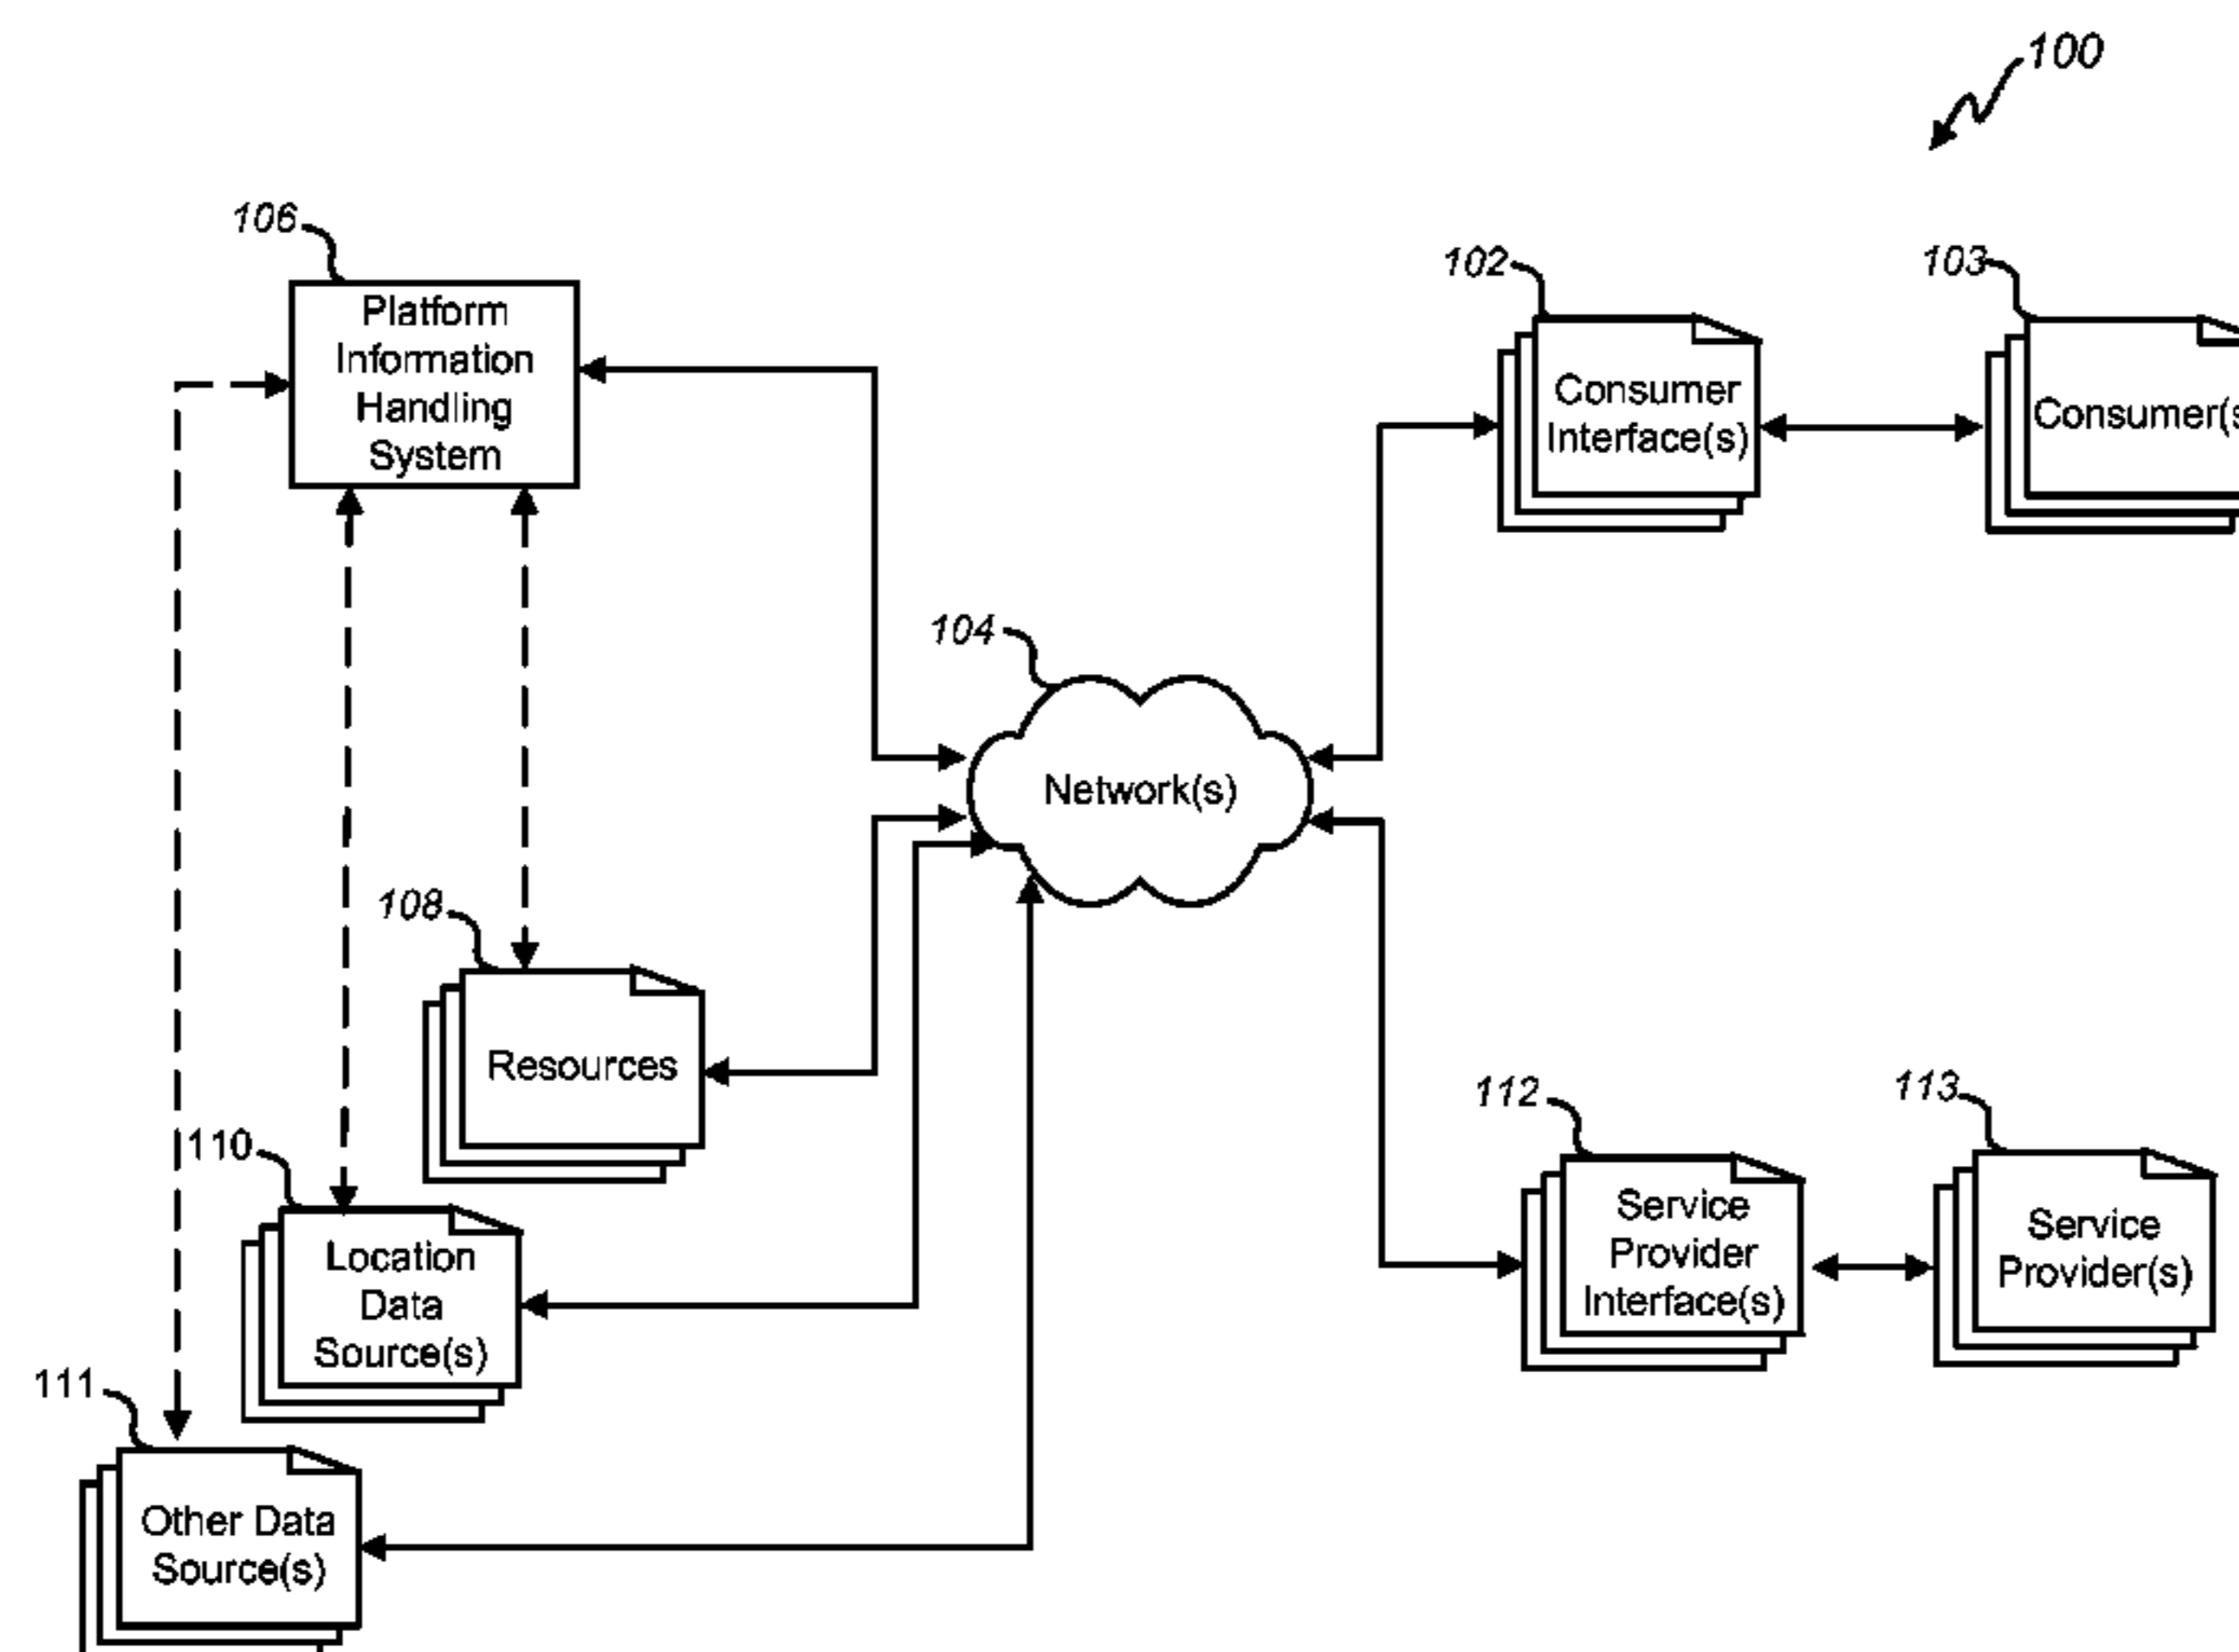 100
106
Platform
Information
Handling
System
102
Consumer
Interface(s)
103
Consumer(s
104
Network(s)
108
Resources
110
Location
Data
Source(s)
111
Other Data
Source(s)
112
Service
Provider
Interface(s)
113
Service
Provider(s)